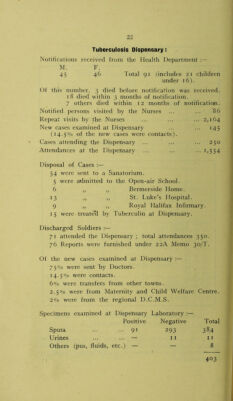 22
Tuberculosis Dispensary :
Notifications received from the Health Department :—
M. F.
45 46 Total 91 (includes 21 children
under 16).
Of this number, 3 died before notification was received.
18 died within 3 months of notification.
7 others died within 12 months of notification.
Notified persons visited by the Nurses ... ... 86
Repeat visits by the Nurses ... ... ... 2,164
New cases examined at Dispensary ... 145
(14.5% of the new cases were contacts).
Cases attending the Dispensary ... ... ... 250
Attendances at the Dispensary ... ... ... 1,554
Disposal of Cases :—
54 were sent to a Sanatorium.
5 were admitted to the Open-air School.
6 ,, ,, Bermerside Home.
13 ,, ,, St. Luke's Hospital.
9 ,, ,, Royal Halifax Infirmary.
15 were treated by Tuberculin at Dispensary.
Discharged Soldiers :—
71 attended the Dispensary ; total attendances 350.
76 Reports were furnished under 22A Memo 30/T.
Of the new cases examined at Dispensary :—
75% were sent by Doctors.
14.5% were contacts.
6% were transfers from other towns.
2.5% were from Maternity and Child Welfare Centre.
2% were from the regional D.C.M.S.
Specimens examined at Dispensary Laboratory :—
Positive Negative Total
Sputa ... ... 91 293 384
Urines ... ... — 11 11
Others (pus, fluids, etc.) — — 8
403